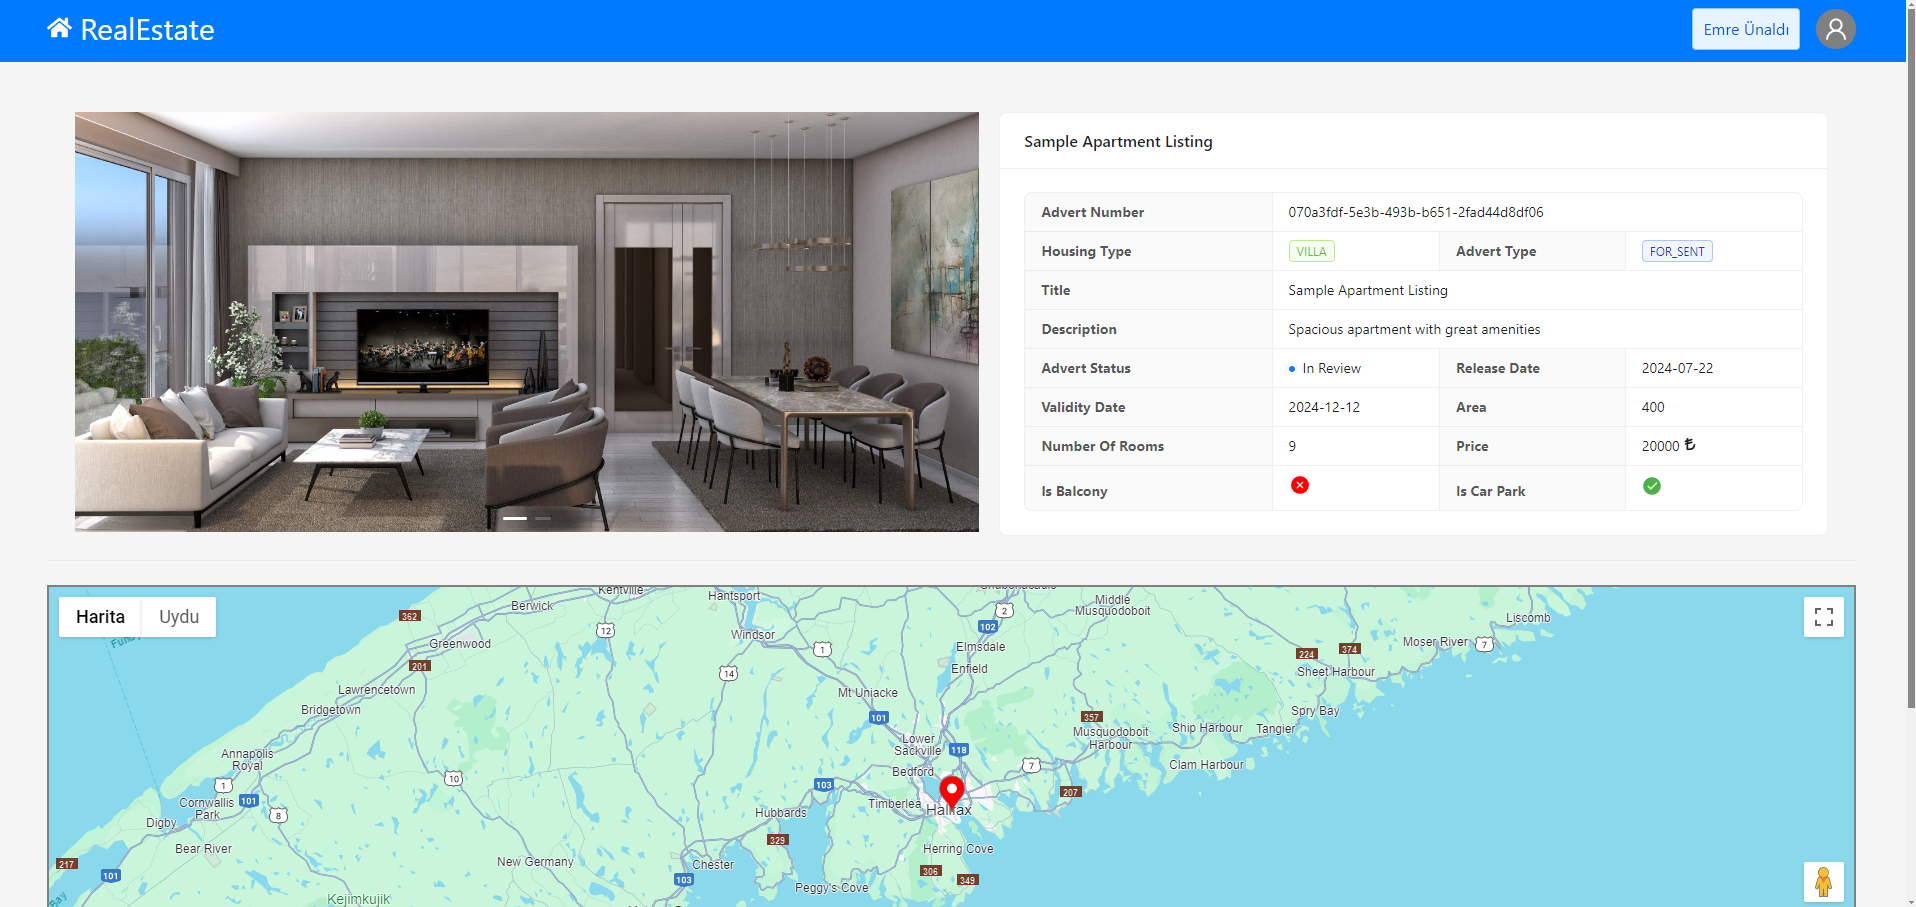 RealEstate
Emre Ünaldı
Sample Apartment Listing
Advert Number 070a3fdf-5e3b-493b-b651-2fad44d8df06
Housing Type VILLA Advert Type FOR_SENT
Title Sample Apartment Listing
Description Spacious apartment with great amenities
Advert Status In Review Release Date 2024-07-22
Validity Date 2024-12-12 Area 400
Number Of Rooms 9 Price 20000 ₺
Is Balcony Is Car Park
Harita Uydu
Kentville
Hantsport
Berwick
362
12
2
Middle
Musquodoboit
102
Liscomb
Windsor
Greenwood
1
Elmsdale
Moser River
7
374
224
201
14
Enfield
Sheet Harbour
Lawrencetown
Mt Uniacke
Bridgetown
101
357
Spry Bay
Ship Harbour
Tangier
Musquodoboit
Harbour
Lower
Sackville
118
Annapolis
Royal
Clam Harbour
7
Bedford
10
1
103
207
Cornwallis
Park
101
Timberlea
Halifax
Hubbards
8
Digby
329
Bear River
Herring Cove
New Germany
217
Chester
101
306
349
103
Peggy's Cove
Kejimkujik